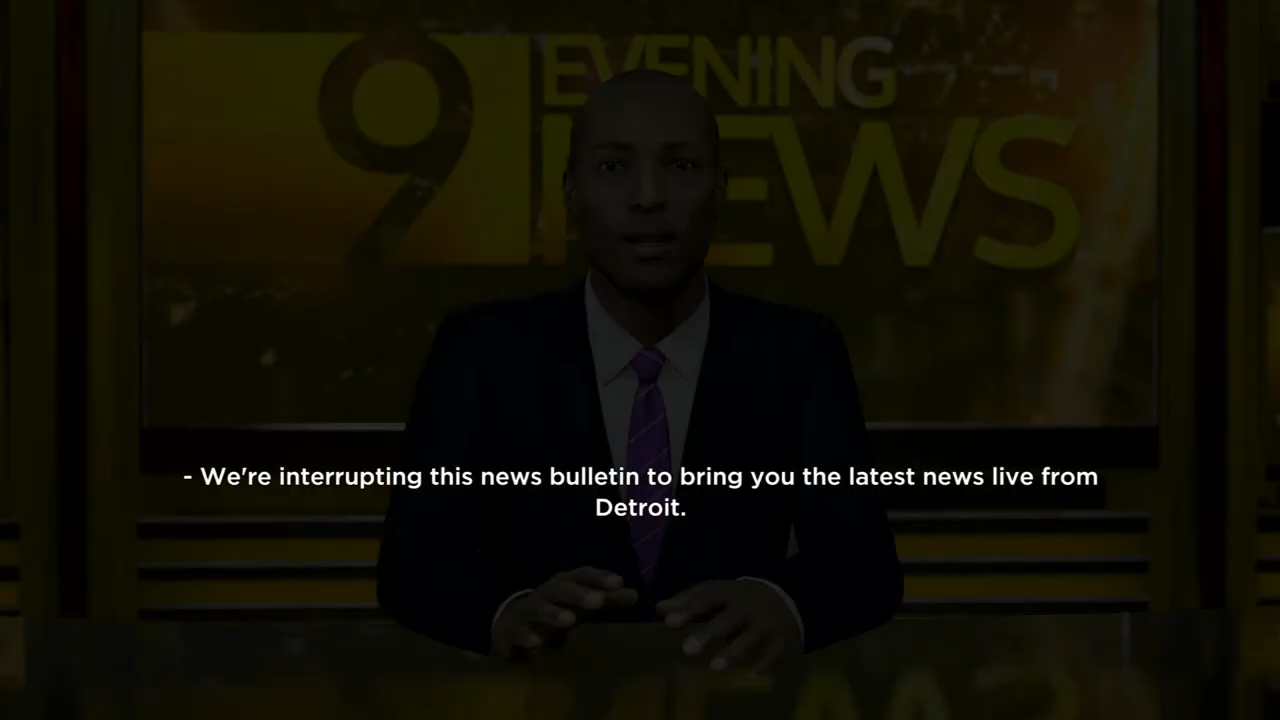 9
EVENING
NEWS
- We're interrupting this news bulletin to bring you the latest news live from
Detroit.